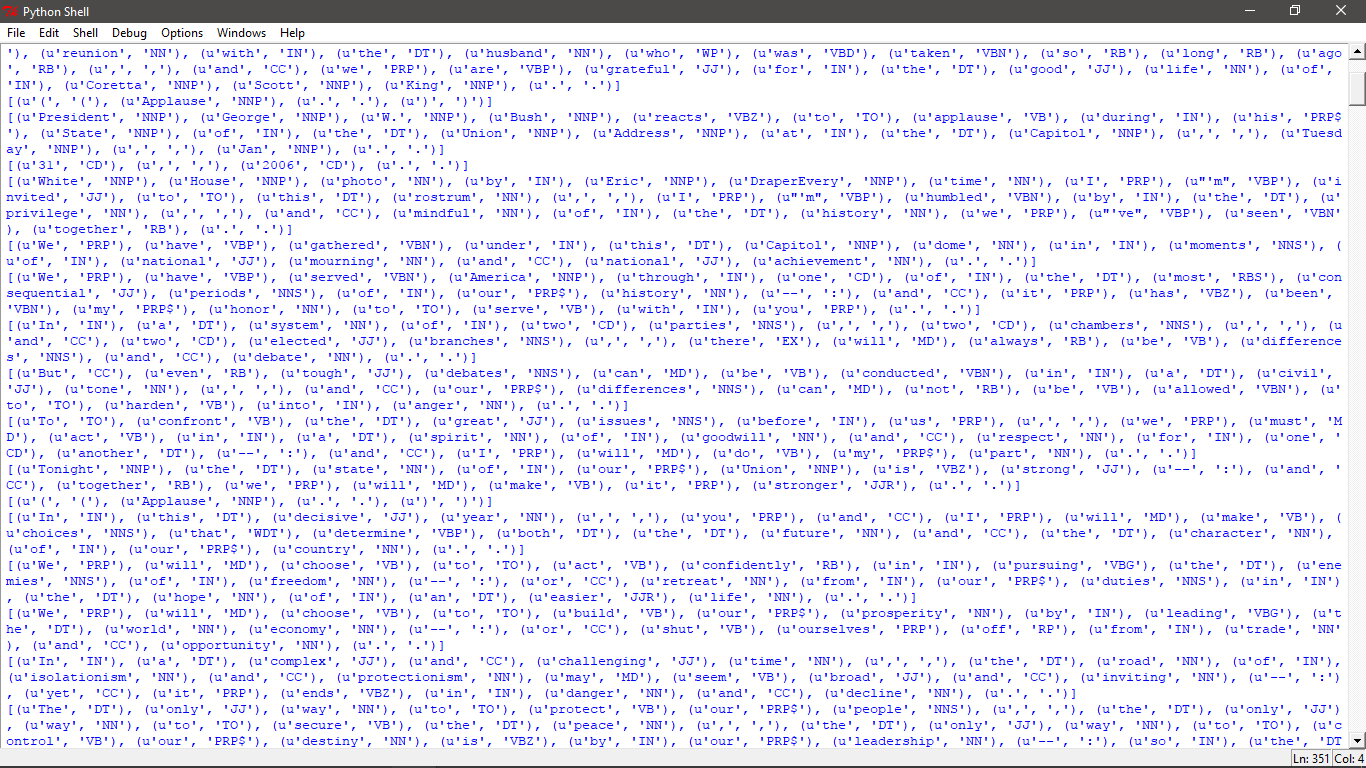 Python Shell
File Edit Shell Debug Options Windows Help
'), (u'reunion', 'NN'), (u'with', 'IN'), (u'the', 'DT'), (u'husband', 'NN'), (u'who', 'WP'), (u'was', 'VBD'), (u'taken', 'VBN'), (u'so', 'RB'), (u'long', 'RB'), (u'ago
', 'RB'), (u',', ','), (u'and', 'CC'), (u'we', 'PRP'), (u'are', 'VBP'), (u'grateful', 'JJ'), (u'for', 'IN'), (u'the', 'DT'), (u'good', 'JJ'), (u'life', 'NN'), (u'of', 
'IN'), (u'Coretta', 'NNP'), (u'Scott', 'NNP'), (u'King', 'NNP'), (u'.', '.')]
[(u'(', '('), (u'Applause', 'NNP'), (u'.', '.'), (u')', ')')]
[(u'President', 'NNP'), (u'George', 'NNP'), (u'W.', 'NNP'), (u'Bush', 'NNP'), (u'reacts', 'VBZ'), (u'to', 'TO'), (u'applause', 'VB'), (u'during', 'IN'), (u'his', 'PRP$
'), (u'State', 'NNP'), (u'of', 'IN'), (u'the', 'DT'), (u'Union', 'NNP'), (u'Address', 'NNP'), (u'at', 'IN'), (u'the', 'DT'), (u'Capitol', 'NNP'), (u',', ','), (u'Tues
day', 'NNP'), (u',', ','), (u'Jan', 'NNP'), (u'.', '.')]
[(u'31', 'CD'), (u',', ','), (u'2006', 'CD'), (u'.', '.')]
[(u'White', 'NNP'), (u'House', 'NNP'), (u'photo', 'NN'), (u'by', 'IN'), (u'Eric', 'NNP'), (u'DraperEvery', 'NNP'), (u'time', 'NN'), (u'I', 'PRP'), (u"'m", 'VBP'), (u'i
nvited', 'JJ'), (u'to', 'TO'), (u'this', 'DT'), (u'rostrum', 'NN'), (u',', ','), (u'I', 'PRP'), (u"'m", 'VBP'), (u'humbled', 'VBN'), (u'by', 'IN'), (u'the', 'DT'), (u'
privilege', 'NN'), (u',', ','), (u'and', 'CC'), (u'mindful', 'NN'), (u'of', 'IN'), (u'the', 'DT'), (u'history', 'NN'), (u'we', 'PRP'), (u"'ve", 'VBP'), (u'seen', 'VBN'
), (u'together', 'RB'), (u'.', '.')]
[(u'We', 'PRP'), (u'have', 'VBP'), (u'gathered', 'VBN'), (u'under', 'IN'), (u'this', 'DT'), (u'Capitol', 'NNP'), (u'dome', 'NN'), (u'in', 'IN'), (u'moments', 'NNS'), (
u'of', 'IN'), (u'national', 'JJ'), (u'mourning', 'NN'), (u'and', 'CC'), (u'national', 'JJ'), (u'achievement', 'NN'), (u'.', '.')]
[(u'We', 'PRP'), (u'have', 'VBP'), (u'served', 'VBN'), (u'America', 'NNP'), (u'through', 'IN'), (u'one', 'CD'), (u'of', 'IN'), (u'the', 'DT'), (u'most', 'RBS'), (u'con
sequential', 'JJ'), (u'periods', 'NNS'), (u'of', 'IN'), (u'our', 'PRP$'), (u'history', 'NN'), (u'--', ':'), (u'and', 'CC'), (u'it', 'PRP'), (u'has', 'VBZ'), (u'been', 
'VBN'), (u'my', 'PRP$'), (u'honor', 'NN'), (u'to', 'TO'), (u'serve', 'VB'), (u'with', 'IN'), (u'you', 'PRP'), (u'.', '.')]
[(u'In', 'IN'), (u'a', 'DT'), (u'system', 'NN'), (u'of', 'IN'), (u'two', 'CD'), (u'parties', 'NNS'), (u',', ','), (u'two', 'CD'), (u'chambers', 'NNS'), (u',', ','), (u
'and', 'CC'), (u'two', 'CD'), (u'elected', 'JJ'), (u'branches', 'NNS'), (u',', ','), (u'there', 'EX'), (u'will', 'MD'), (u'always', 'RB'), (u'be', 'VB'), (u'difference
s', 'NNS'), (u'and', 'CC'), (u'debate', 'NN'), (u'.', '.')]
[(u'But', 'CC'), (u'even', 'RB'), (u'tough', 'JJ'), (u'debates', 'NNS'), (u'can', 'MD'), (u'be', 'VB'), (u'conducted', 'VBN'), (u'in', 'IN'), (u'a', 'DT'), (u'civil', 
'JJ'), (u'tone', 'NN'), (u',', ','), (u'and', 'CC'), (u'our', 'PRP$'), (u'differences', 'NNS'), (u'can', 'MD'), (u'not', 'RB'), (u'be', 'VB'), (u'allowed', 'VBN'), (u'
to', 'TO'), (u'harden', 'VB'), (u'into', 'IN'), (u'anger', 'NN'), (u'.', '.')]
[(u'To', 'TO'), (u'confront', 'VB'), (u'the', 'DT'), (u'great', 'JJ'), (u'issues', 'NNS'), (u'before', 'IN'), (u'us', 'PRP'), (u',', ','), (u'we', 'PRP'), (u'must', 'M
D'), (u'act', 'VB'), (u'in', 'IN'), (u'a', 'DT'), (u'spirit', 'NN'), (u'of', 'IN'), (u'goodwill', 'NN'), (u'and', 'CC'), (u'respect', 'NN'), (u'for', 'IN'), (u'one', '
CD'), (u'another', 'DT'), (u'--', ':'), (u'and', 'CC'), (u'I', 'PRP'), (u'will', 'MD'), (u'do', 'VB'), (u'my', 'PRP$'), (u'part', 'NN'), (u'.', '.')]
[(u'Tonight', 'NNP'), (u'the', 'DT'), (u'state', 'NN'), (u'of', 'IN'), (u'our', 'PRP$'), (u'Union', 'NNP'), (u'is', 'VBZ'), (u'strong', 'JJ'), (u'--', ':'), (u'and', '
CC'), (u'together', 'RB'), (u'we', 'PRP'), (u'will', 'MD'), (u'make', 'VB'), (u'it', 'PRP'), (u'stronger', 'JJR'), (u'.', '.')]
[(u'(', '('), (u'Applause', 'NNP'), (u'.', '.'), (u')', ')')]
[(u'In', 'IN'), (u'this', 'DT'), (u'decisive', 'JJ'), (u'year', 'NN'), (u',', ','), (u'you', 'PRP'), (u'and', 'CC'), (u'I', 'PRP'), (u'will', 'MD'), (u'make', 'VB'), (
u'choices', 'NNS'), (u'that', 'WDT'), (u'determine', 'VBP'), (u'both', 'DT'), (u'the', 'DT'), (u'future', 'NN'), (u'and', 'CC'), (u'the', 'DT'), (u'character', 'NN'), 
(u'of', 'IN'), (u'our', 'PRP$'), (u'country', 'NN'), (u'.', '.')]
[(u'We', 'PRP'), (u'will', 'MD'), (u'choose', 'VB'), (u'to', 'TO'), (u'act', 'VB'), (u'confidently', 'RB'), (u'in', 'IN'), (u'pursuing', 'VBG'), (u'the', 'DT'), (u'ene
mies', 'NNS'), (u'of', 'IN'), (u'freedom', 'NN'), (u'--', ':'), (u'or', 'CC'), (u'retreat', 'NN'), (u'from', 'IN'), (u'our', 'PRP$'), (u'duties', 'NNS'), (u'in', 'IN')
, (u'the', 'DT'), (u'hope', 'NN'), (u'of', 'IN'), (u'an', 'DT'), (u'easier', 'JJR'), (u'life', 'NN'), (u'.', '.')]
[(u'We', 'PRP'), (u'will', 'MD'), (u'choose', 'VB'), (u'to', 'TO'), (u'build', 'VB'), (u'our', 'PRP$'), (u'prosperity', 'NN'), (u'by', 'IN'), (u'leading', 'VBG'), (u't
he', 'DT'), (u'world', 'NN'), (u'economy', 'NN'), (u'--', ':'), (u'or', 'CC'), (u'shut', 'VB'), (u'ourselves', 'PRP'), (u'off', 'RP'), (u'from', 'IN'), (u'trade', 'NN'
), (u'and', 'CC'), (u'opportunity', 'NN'), (u'.', '.')]
[(u'In', 'IN'), (u'a', 'DT'), (u'complex', 'JJ'), (u'and', 'CC'), (u'challenging', 'JJ'), (u'time', 'NN'), (u',', ','), (u'the', 'DT'), (u'road', 'NN'), (u'of', 'IN'),
(u'isolationism', 'NN'), (u'and', 'CC'), (u'protectionism', 'NN'), (u'may', 'MD'), (u'seem', 'VB'), (u'broad', 'JJ'), (u'and', 'CC'), (u'inviting', 'NN'), (u'--', ':')
, (u'yet', 'CC'), (u'it', 'PRP'), (u'ends', 'VBZ'), (u'in', 'IN'), (u'danger', 'NN'), (u'and', 'CC'), (u'decline', 'NN'), (u'.', '.')]
[(u'The', 'DT'), (u'only', 'JJ'), (u'way', 'NN'), (u'to', 'TO'), (u'protect', 'VB'), (u'our', 'PRP$'), (u'people', 'NNS'), (u',', ','), (u'the', 'DT'), (u'only', 'JJ')
, (u'way', 'NN'), (u'to', 'TO'), (u'secure', 'VB'), (u'the', 'DT'), (u'peace', 'NN'), (u',', ','), (u'the', 'DT'), (u'only', 'JJ'), (u'way', 'NN'), (u'to', 'TO'), (u'c
ontrol', 'VB'), (u'our', 'PRP$'), (u'destiny', 'NN'), (u'is', 'VBZ'), (u'by', 'IN'), (u'our', 'PRP$'), (u'leadership', 'NN'), (u'--', ':'), (u'so', 'IN'), (u'the', 'DT
Ln: 351 Col: 4